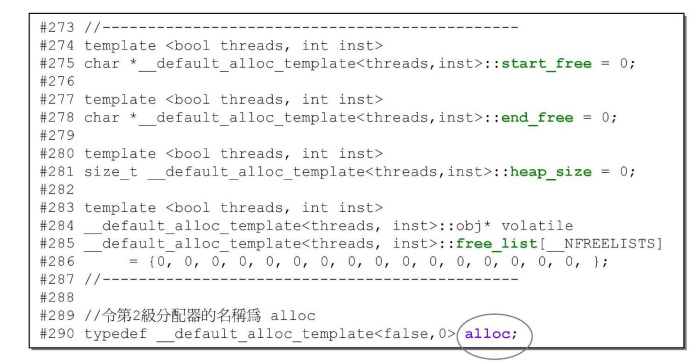 #273 //----------------------------------------------
#274 template <bool threads, int inst>
#275 char *__default_alloc_template<threads,inst>::start_free = 0;
#276
#277 template <bool threads, int inst>
#278 char *__default_alloc_template<threads,inst>::end_free = 0;
#279
#280 template <bool threads, int inst>
#281 size_t __default_alloc_template<threads,inst>::heap_size = 0;
#282
#283 template <bool threads, int inst>
#284 __default_alloc_template<threads, inst>::obj* volatile
#285 __default_alloc_template<threads, inst>::free_list[__NFREELISTS]
#286     = {0, 0, 0, 0, 0, 0, 0, 0, 0, 0, 0, 0, 0, 0, 0, 0, };
#287 //----------------------------------------------
#288
#289 //令第2級分配器的名稱爲 alloc
#290 typedef __default_alloc_template<false,0> alloc;